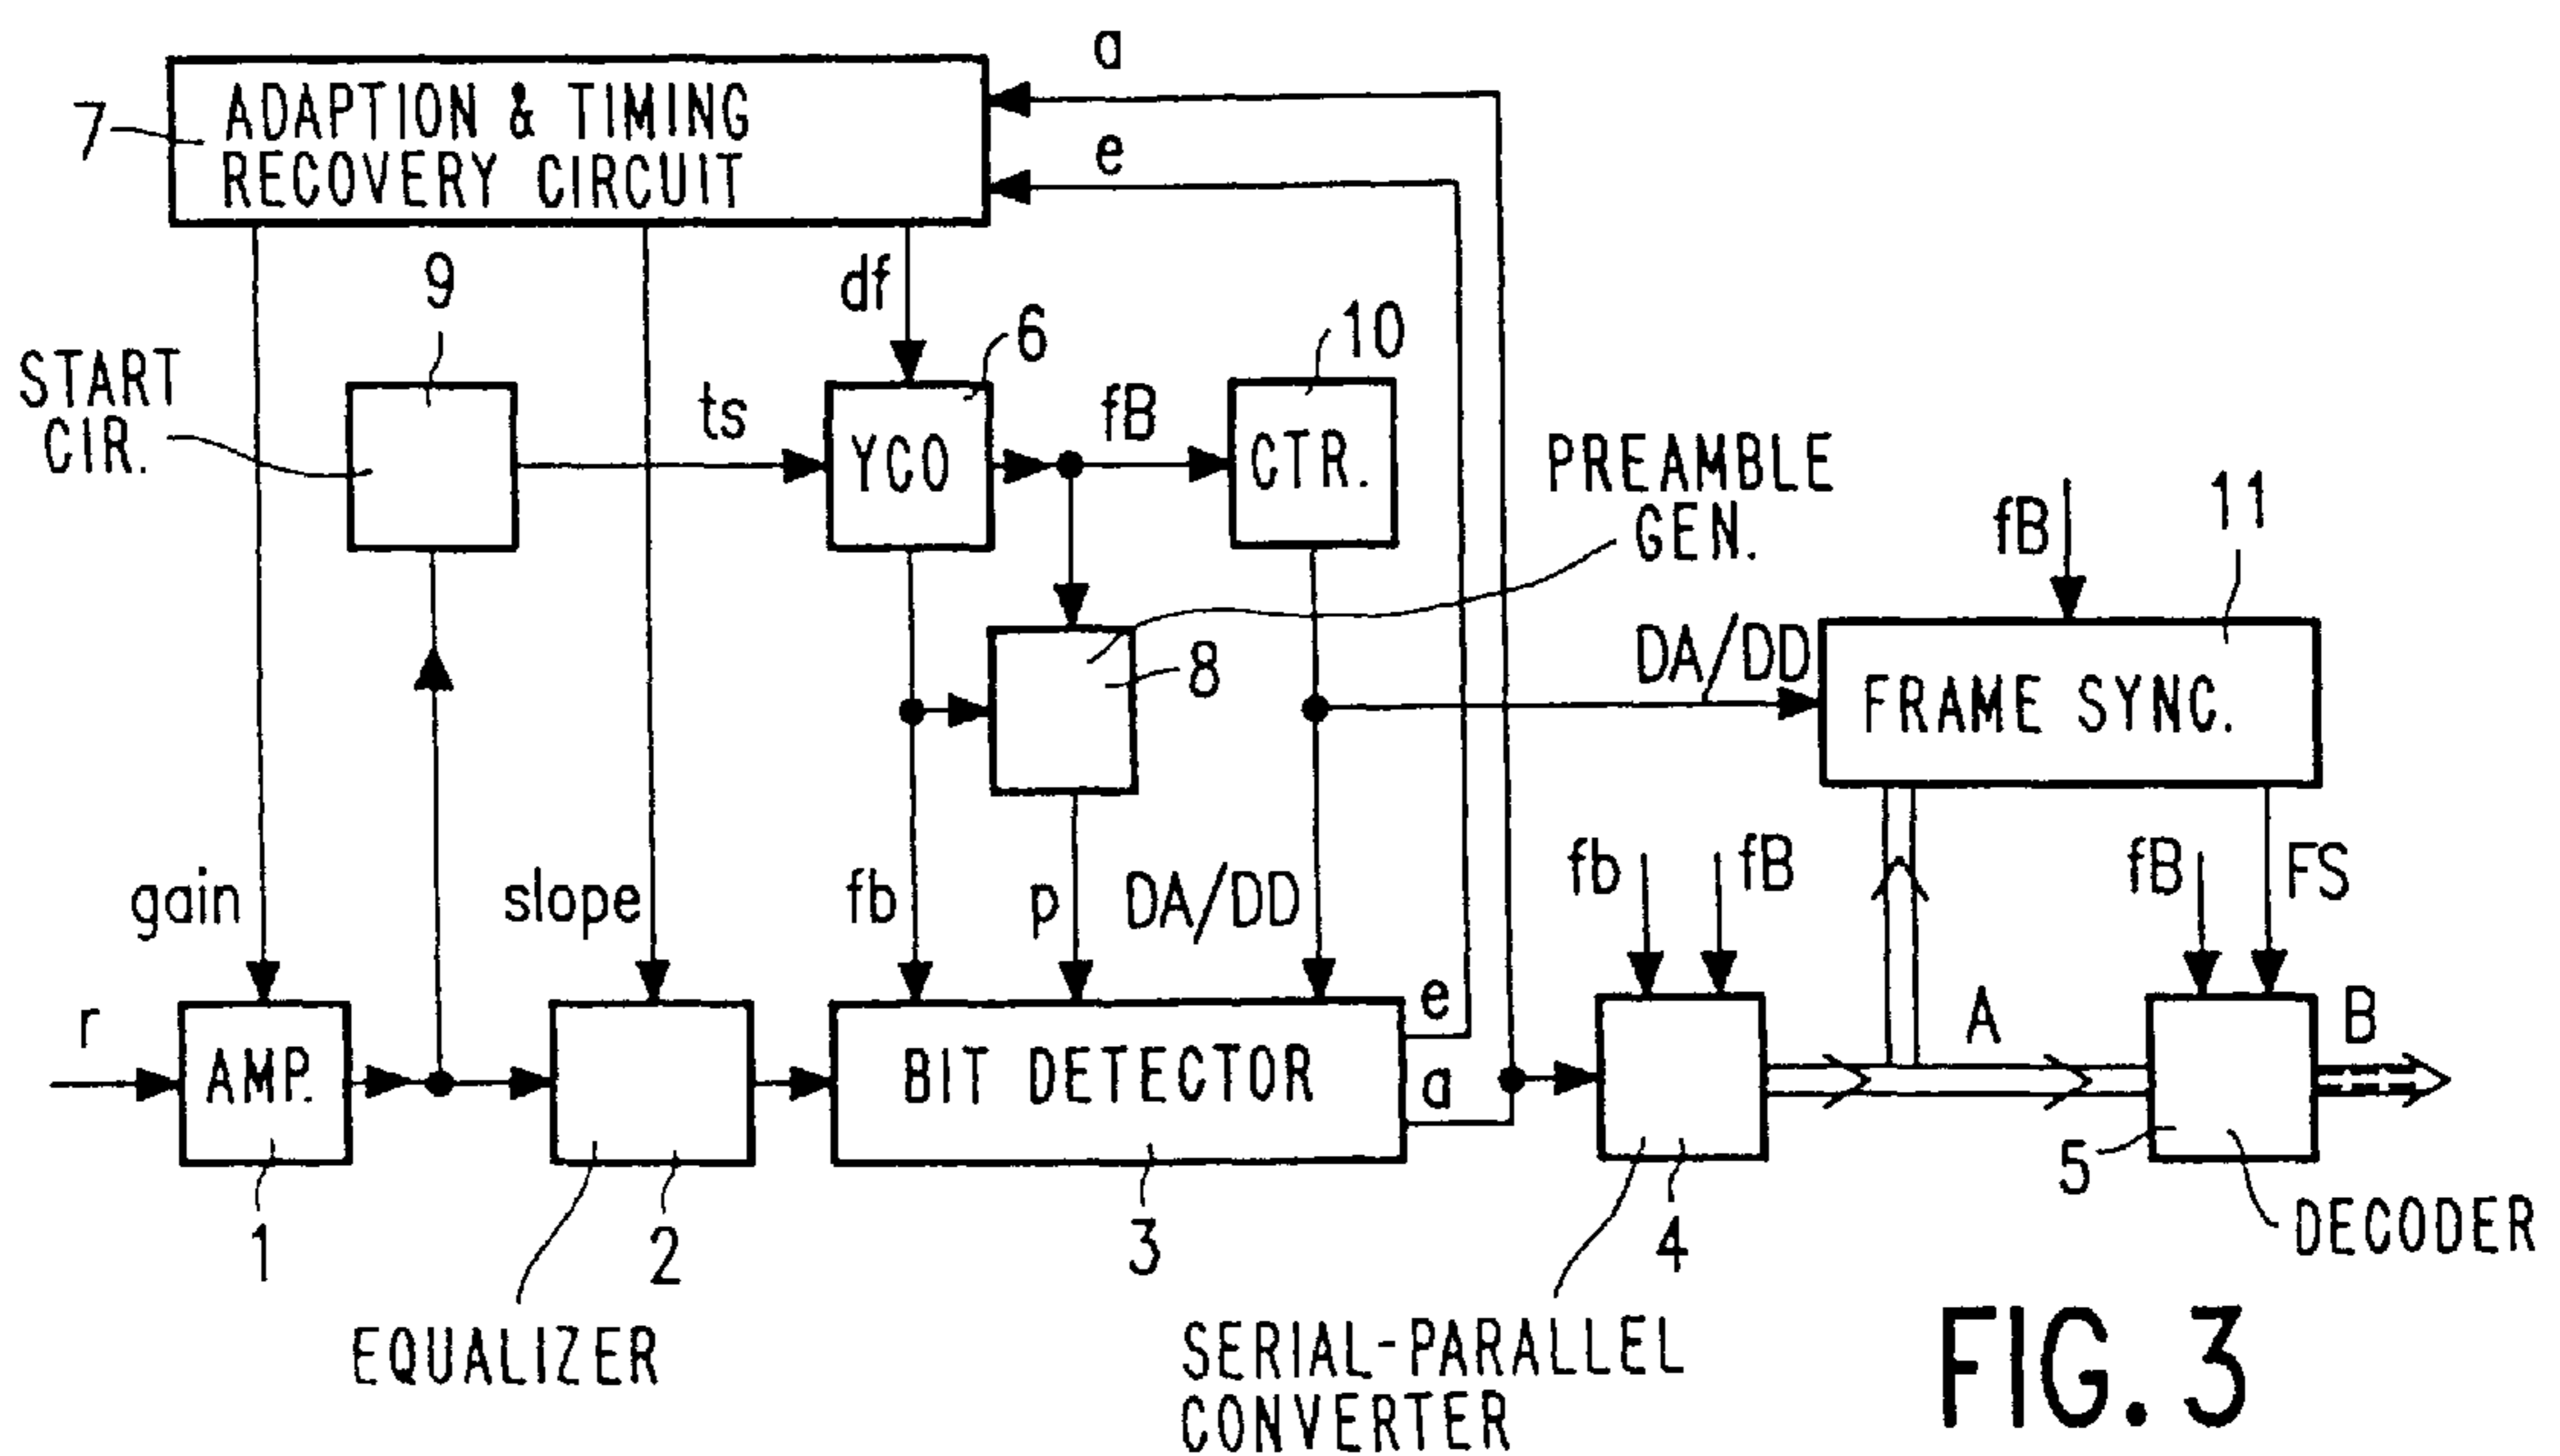 a
7
ADAPTION & TIMING
RECOVERY CIRCUIT
e
9
df
6
10
START
CIR.
ts
YCO
fB
CTR.
PREAMBLE
GEN.
fB
11
8
DA/DD
FRAME SYNC.
gain
slope
fb
p
DA/DD
fb
fB
fB
FS
r
AMP.
BIT DETECTOR
e
a
A
B
1
2
3
4
5
DECODER
EQUALIZER
SERIAL-PARALLEL
CONVERTER
FIG. 3